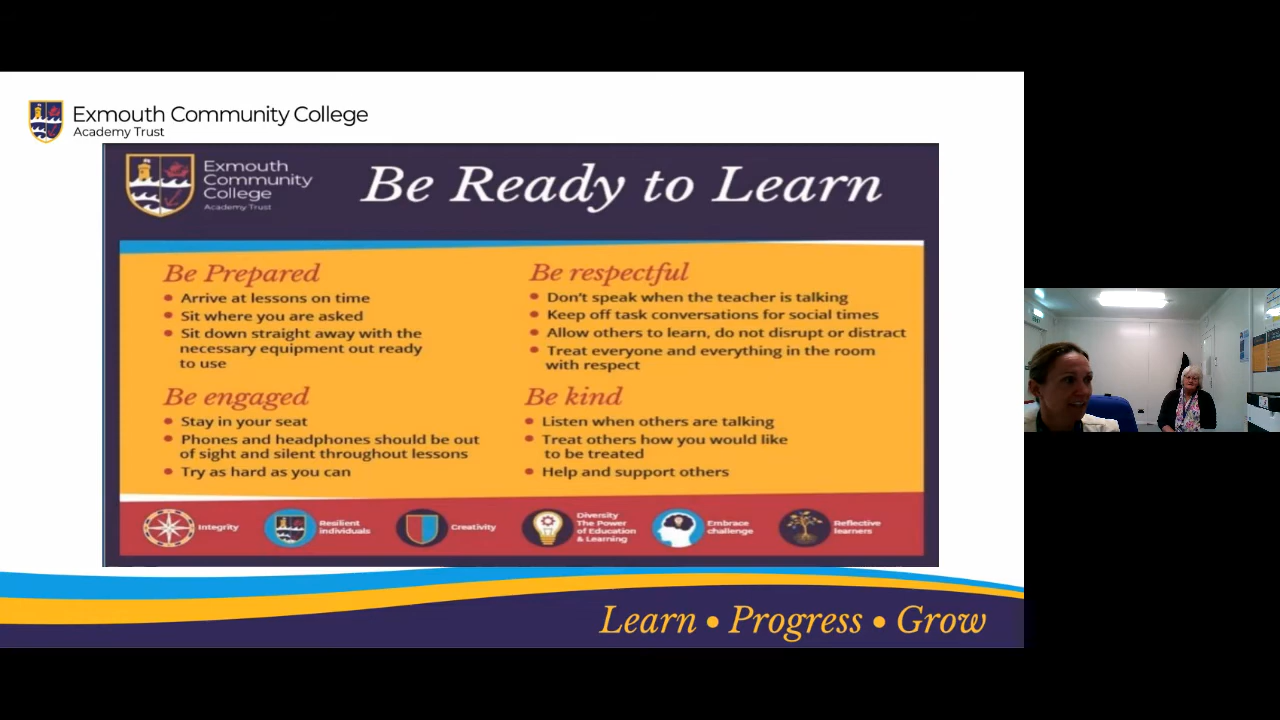 Exmouth Community College
Academy Trust
Exmouth
Community
College
Academy Trust
Be Ready to Learn
Be Prepared
• Arrive at lessons on time
• Sit where you are asked
• Sit down straight away with the
necessary equipment out ready
to use
Be respectful
• Don't speak when the teacher is talking
• Keep off task conversations for social times
• Allow others to learn, do not disrupt or distract
• Treat everyone and everything in the room
with respect
Be engaged
• Stay in your seat
• Phones and headphones should be out
of sight and silent throughout lessons
• Try as hard as you can
Be kind
• Listen when others are talking
• Treat others how you would like
to be treated
• Help and support others
Integrity
Resilient
individuals
Creativity
Diversity
The Power
of Education
& Learning
Embrace
challenge
Reflective
learners
Learn • Progress • Grow